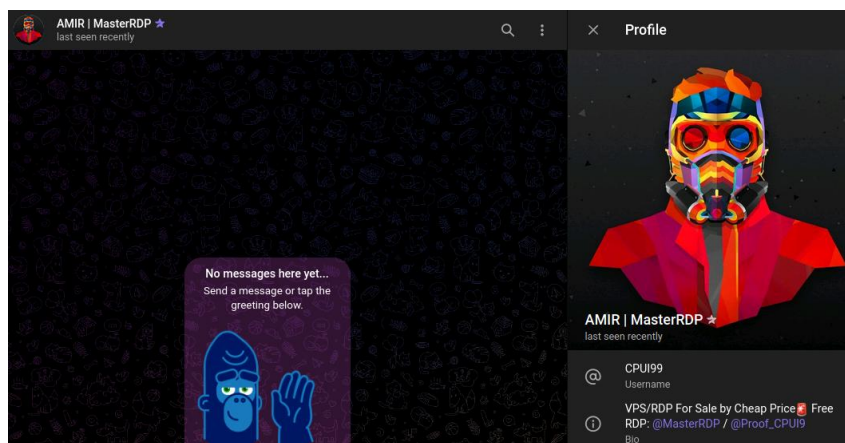 AMIR | MasterRDP
last seen recently
Profile
No messages here yet...
Send a message or tap the
greeting below.
AMIR | MasterRDP
last seen recently
CPUI99
Username
VPS/RDP For Sale by Cheap Price🚨 Free
RDP: @MasterRDP / @Proof_CPUI9
Bio